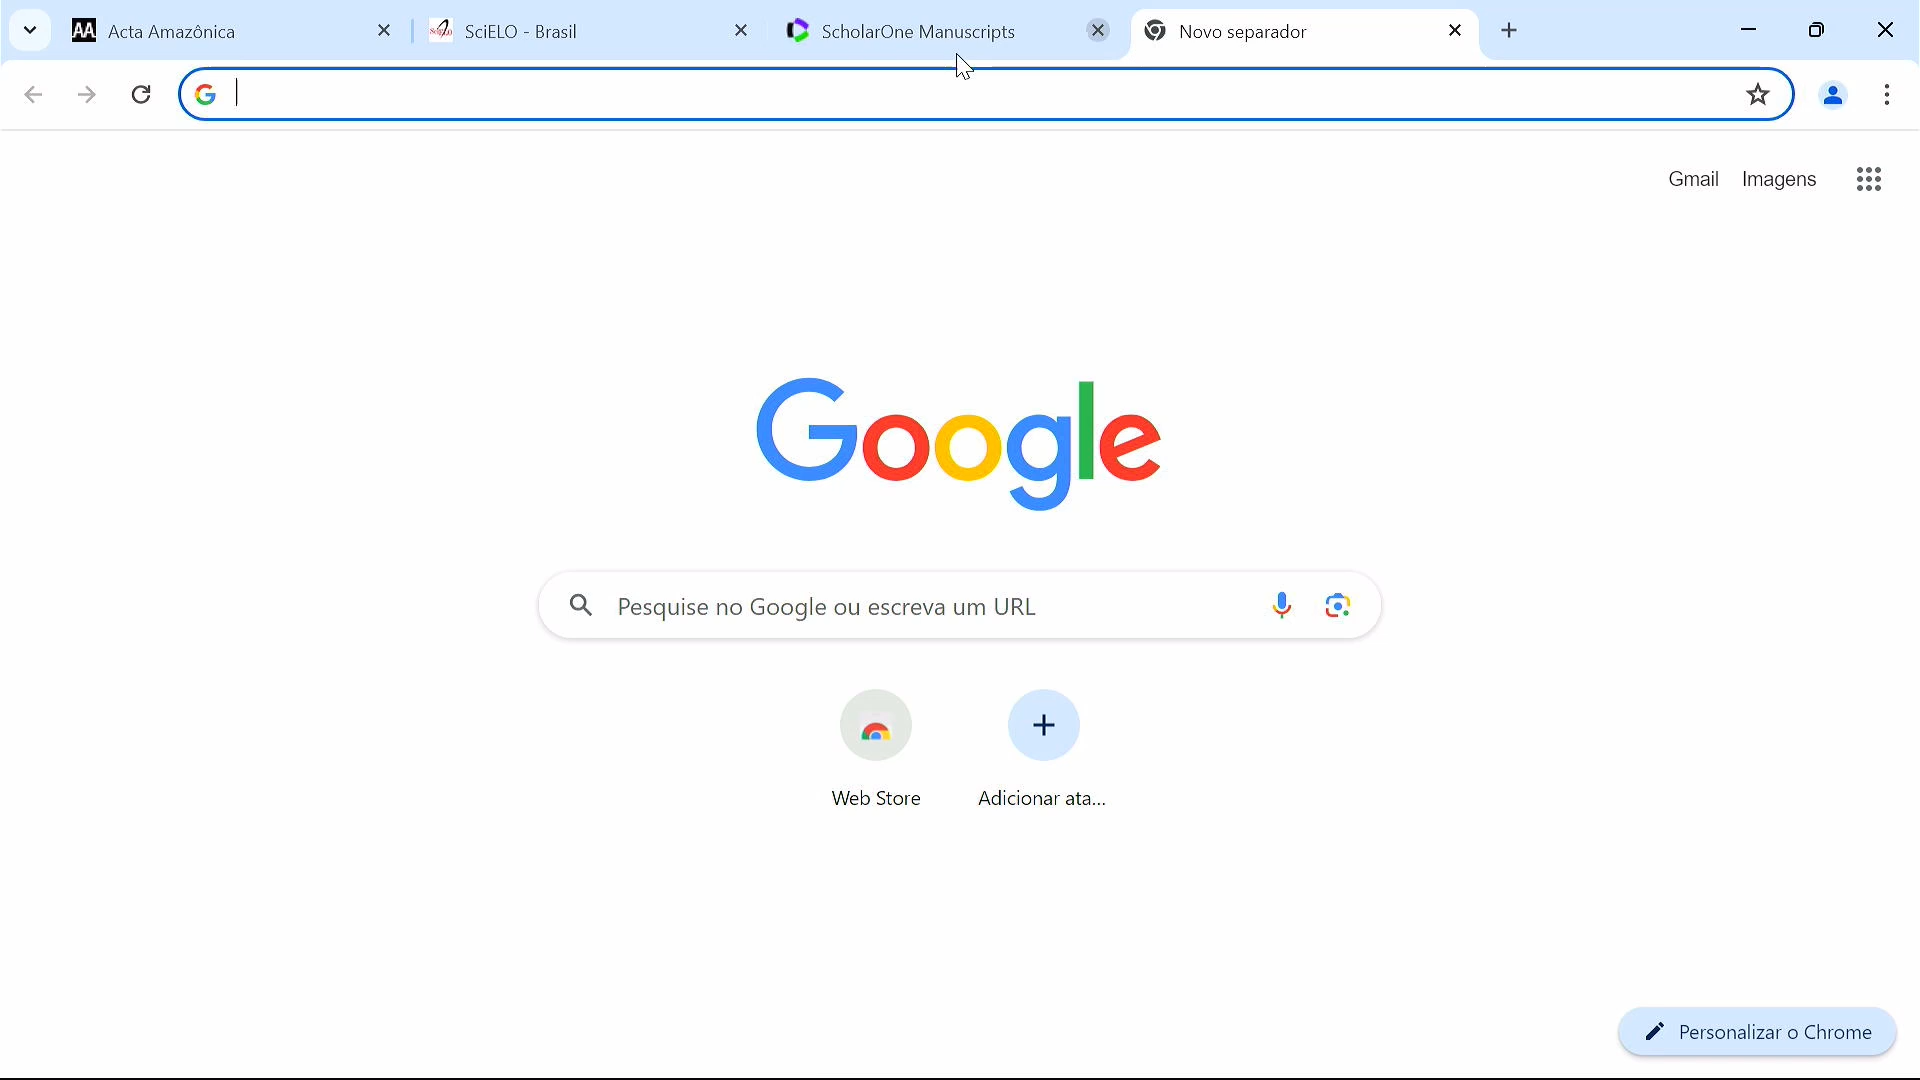 Acta Amazônica
SciELO - Brasil
ScholarOne Manuscripts
Novo separador
Gmail
Imagens
Google
Pesquise no Google ou escreva um URL
Web Store
Adicionar ata...
Personalizar o Chrome